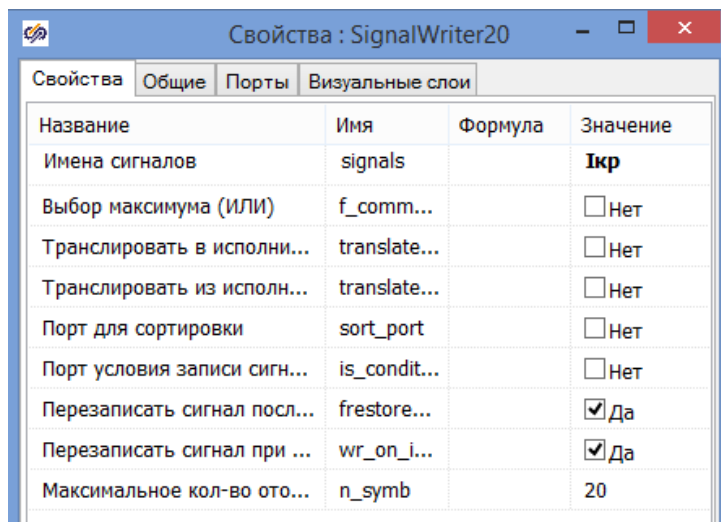 Свойства : SignalWriter20
Свойства Общие Порты Визуальные слои
Название Имя Формула Значение
Имена сигналов signals Iкр
Выбор максимума (ИЛИ) f_comm... Нет
Транслировать в исполни... translate... Нет
Транслировать из исполн... translate... Нет
Порт для сортировки sort_port Нет
Порт условия записи сигн... is_condit... Нет
Перезаписать сигнал посл... frestore... Да
Перезаписать сигнал при ... wr_on_i... Да
Максимальное кол-во ото... n_symb 20